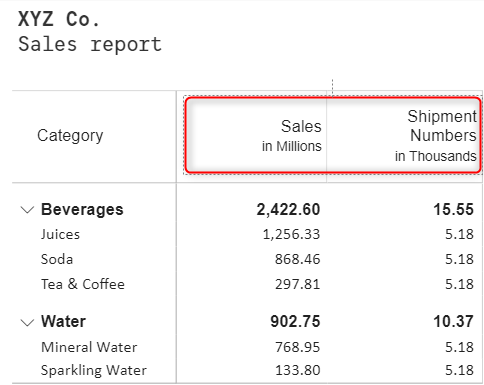 XYZ Co.
Sales report
Category Sales in Millions Shipment Numbers in Thousands
Beverages 2,422.60 15.55
Juices 1,256.33 5.18
Soda 868.46 5.18
Tea & Coffee 297.81 5.18
Water 902.75 10.37
Mineral Water 768.95 5.18
Sparkling Water 133.80 5.18